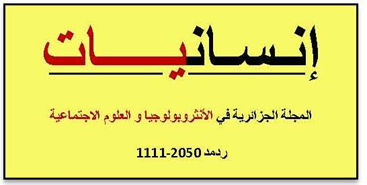 إنسانيات
المجلة الجزائرية في الأنثروبولوجيا و العلوم الاجتماعية
ردمد 2050-1111